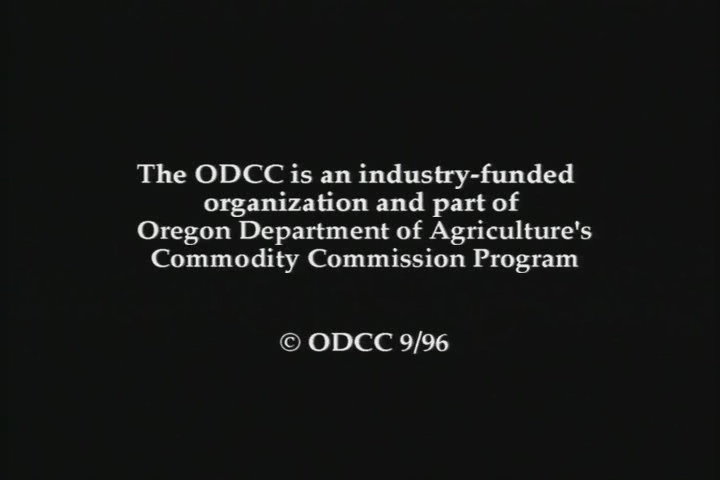 The ODCC is an industry-funded
organization and part of
Oregon Department of Agriculture's
Commodity Commission Program
© ODCC 9/96